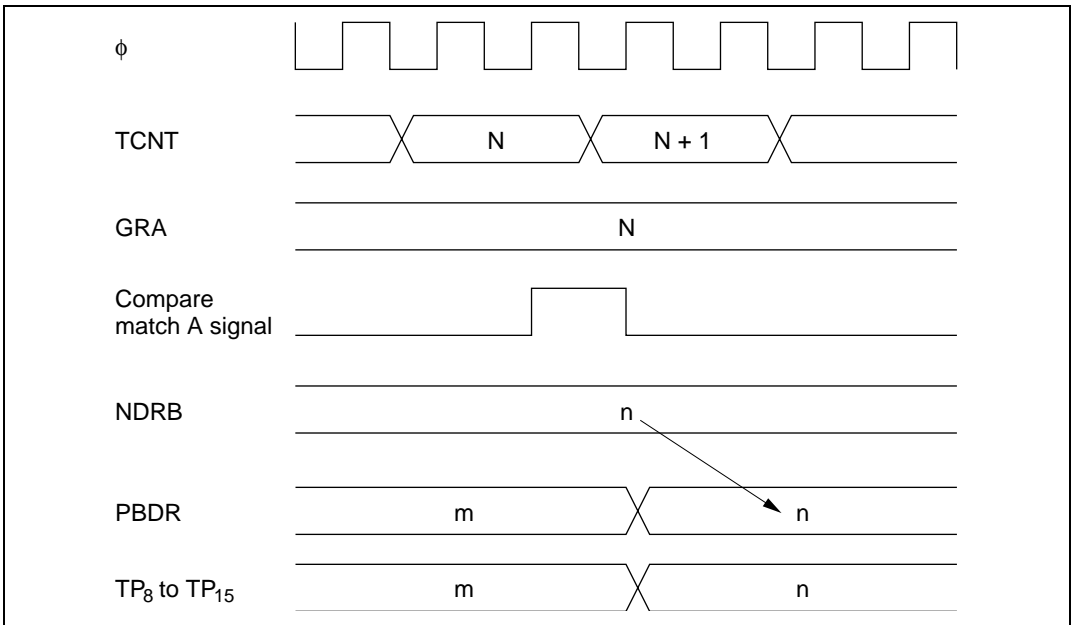 ϕ
TCNT N N + 1
GRA N
Compare
match A signal
NDRB n
PBDR m n
TP8 to TP15 m n